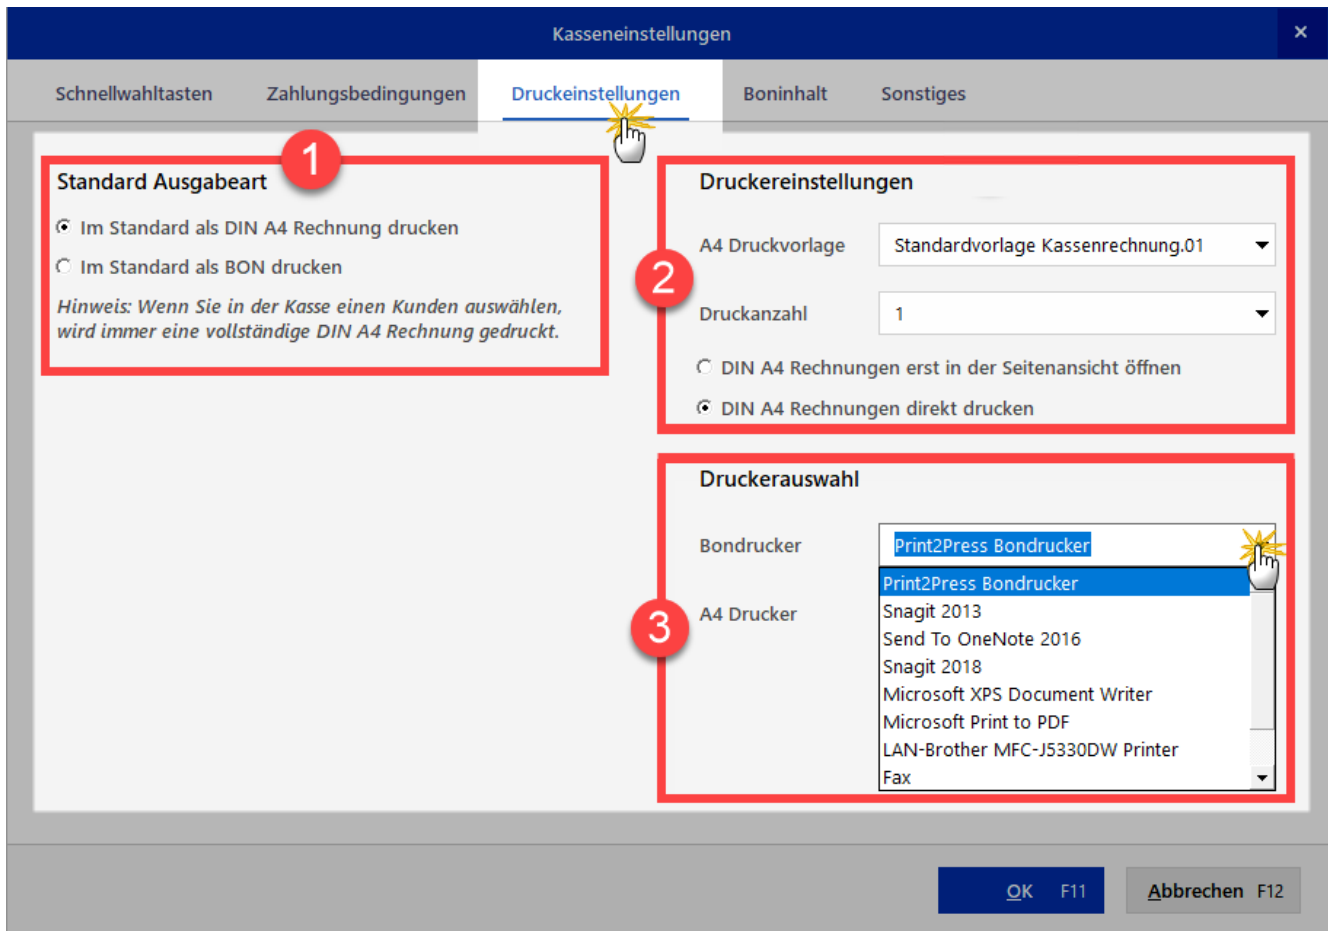 Kasseneinstellungen
Schnellwahltasten
Zahlungsbedingungen
Druckeinstellungen
Boninhalt
Sonstiges
1
Standard Ausgabeart
Im Standard als DIN A4 Rechnung drucken
Im Standard als BON drucken
Hinweis: Wenn Sie in der Kasse einen Kunden auswählen,
wird immer eine vollständige DIN A4 Rechnung gedruckt.
2
Druckereinstellungen
A4 Druckvorlage
Standardvorlage Kassenrechnung.01
Druckanzahl
1
DIN A4 Rechnungen erst in der Seitenansicht öffnen
DIN A4 Rechnungen direkt drucken
3
Druckerauswahl
Bondrucker
Print2Press Bondrucker
A4 Drucker
Print2Press Bondrucker
Snagit 2013
Send To OneNote 2016
Snagit 2018
Microsoft XPS Document Writer
Microsoft Print to PDF
LAN-Brother MFC-J5330DW Printer
Fax
OK F11
Abbrechen F12